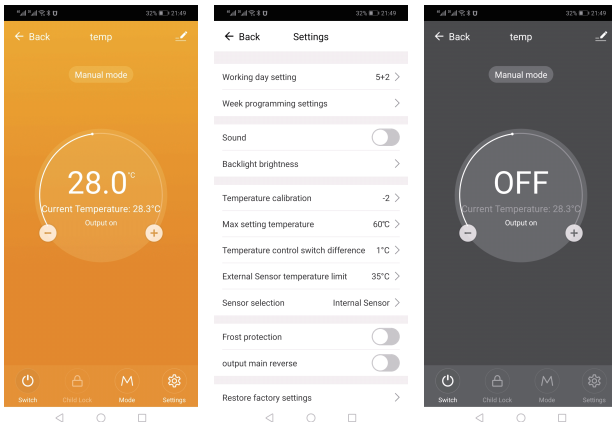 32% 21:49
Back temp
Manual mode
28.0°C
Current Temperature: 28.3°C
Output on
− +
Switch Child Lock Mode Settings
32% 21:49
Back Settings
Working day setting 5+2
Week programming settings
Sound
Backlight brightness
Temperature calibration -2
Max setting temperature 60℃
Temperature control switch difference 1°C
External Sensor temperature limit 35°C
Sensor selection Internal Sensor
Frost protection
output main reverse
Restore factory settings
32% 21:49
Back temp
Manual mode
OFF
Current Temperature: 28.3°C
Output on
− +
Switch Child Lock Mode Settings